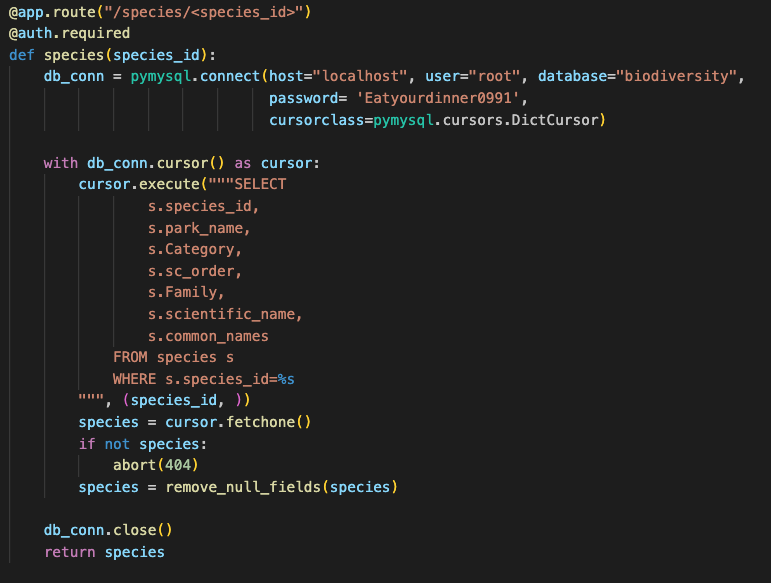 @app.route("/species/<species_id>")
@auth.required
def species(species_id):
    db_conn = pymysql.connect(host="localhost", user="root", database="biodiversity",
                              password= 'Eatyourdinner0991',
                              cursorclass=pymysql.cursors.DictCursor)

    with db_conn.cursor() as cursor:
        cursor.execute("""SELECT
                s.species_id,
                s.park_name,
                s.Category,
                s.sc_order,
                s.Family,
                s.scientific_name,
                s.common_names
            FROM species s
            WHERE s.species_id=%s
        """, (species_id, ))
        species = cursor.fetchone()
        if not species:
            abort(404)
        species = remove_null_fields(species)

    db_conn.close()
    return species